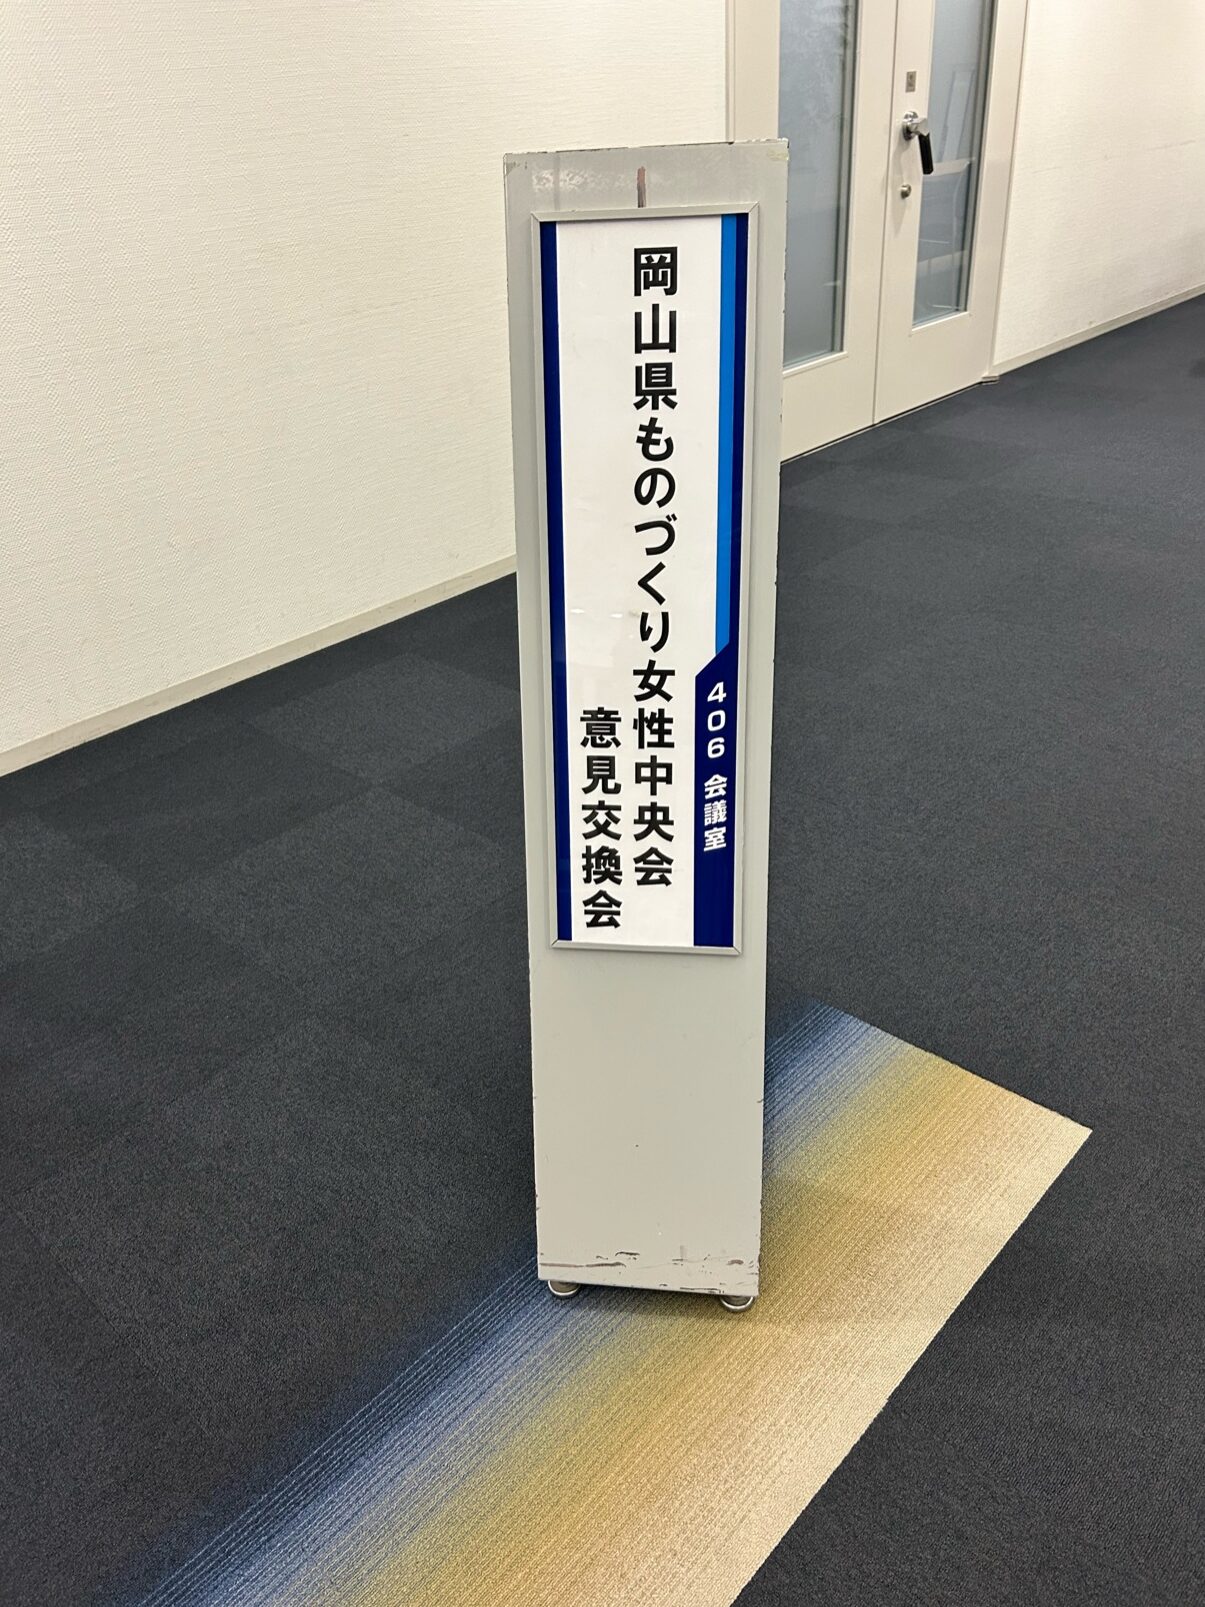 406 会議室
岡山県ものづくり女性中央会
意見交換会